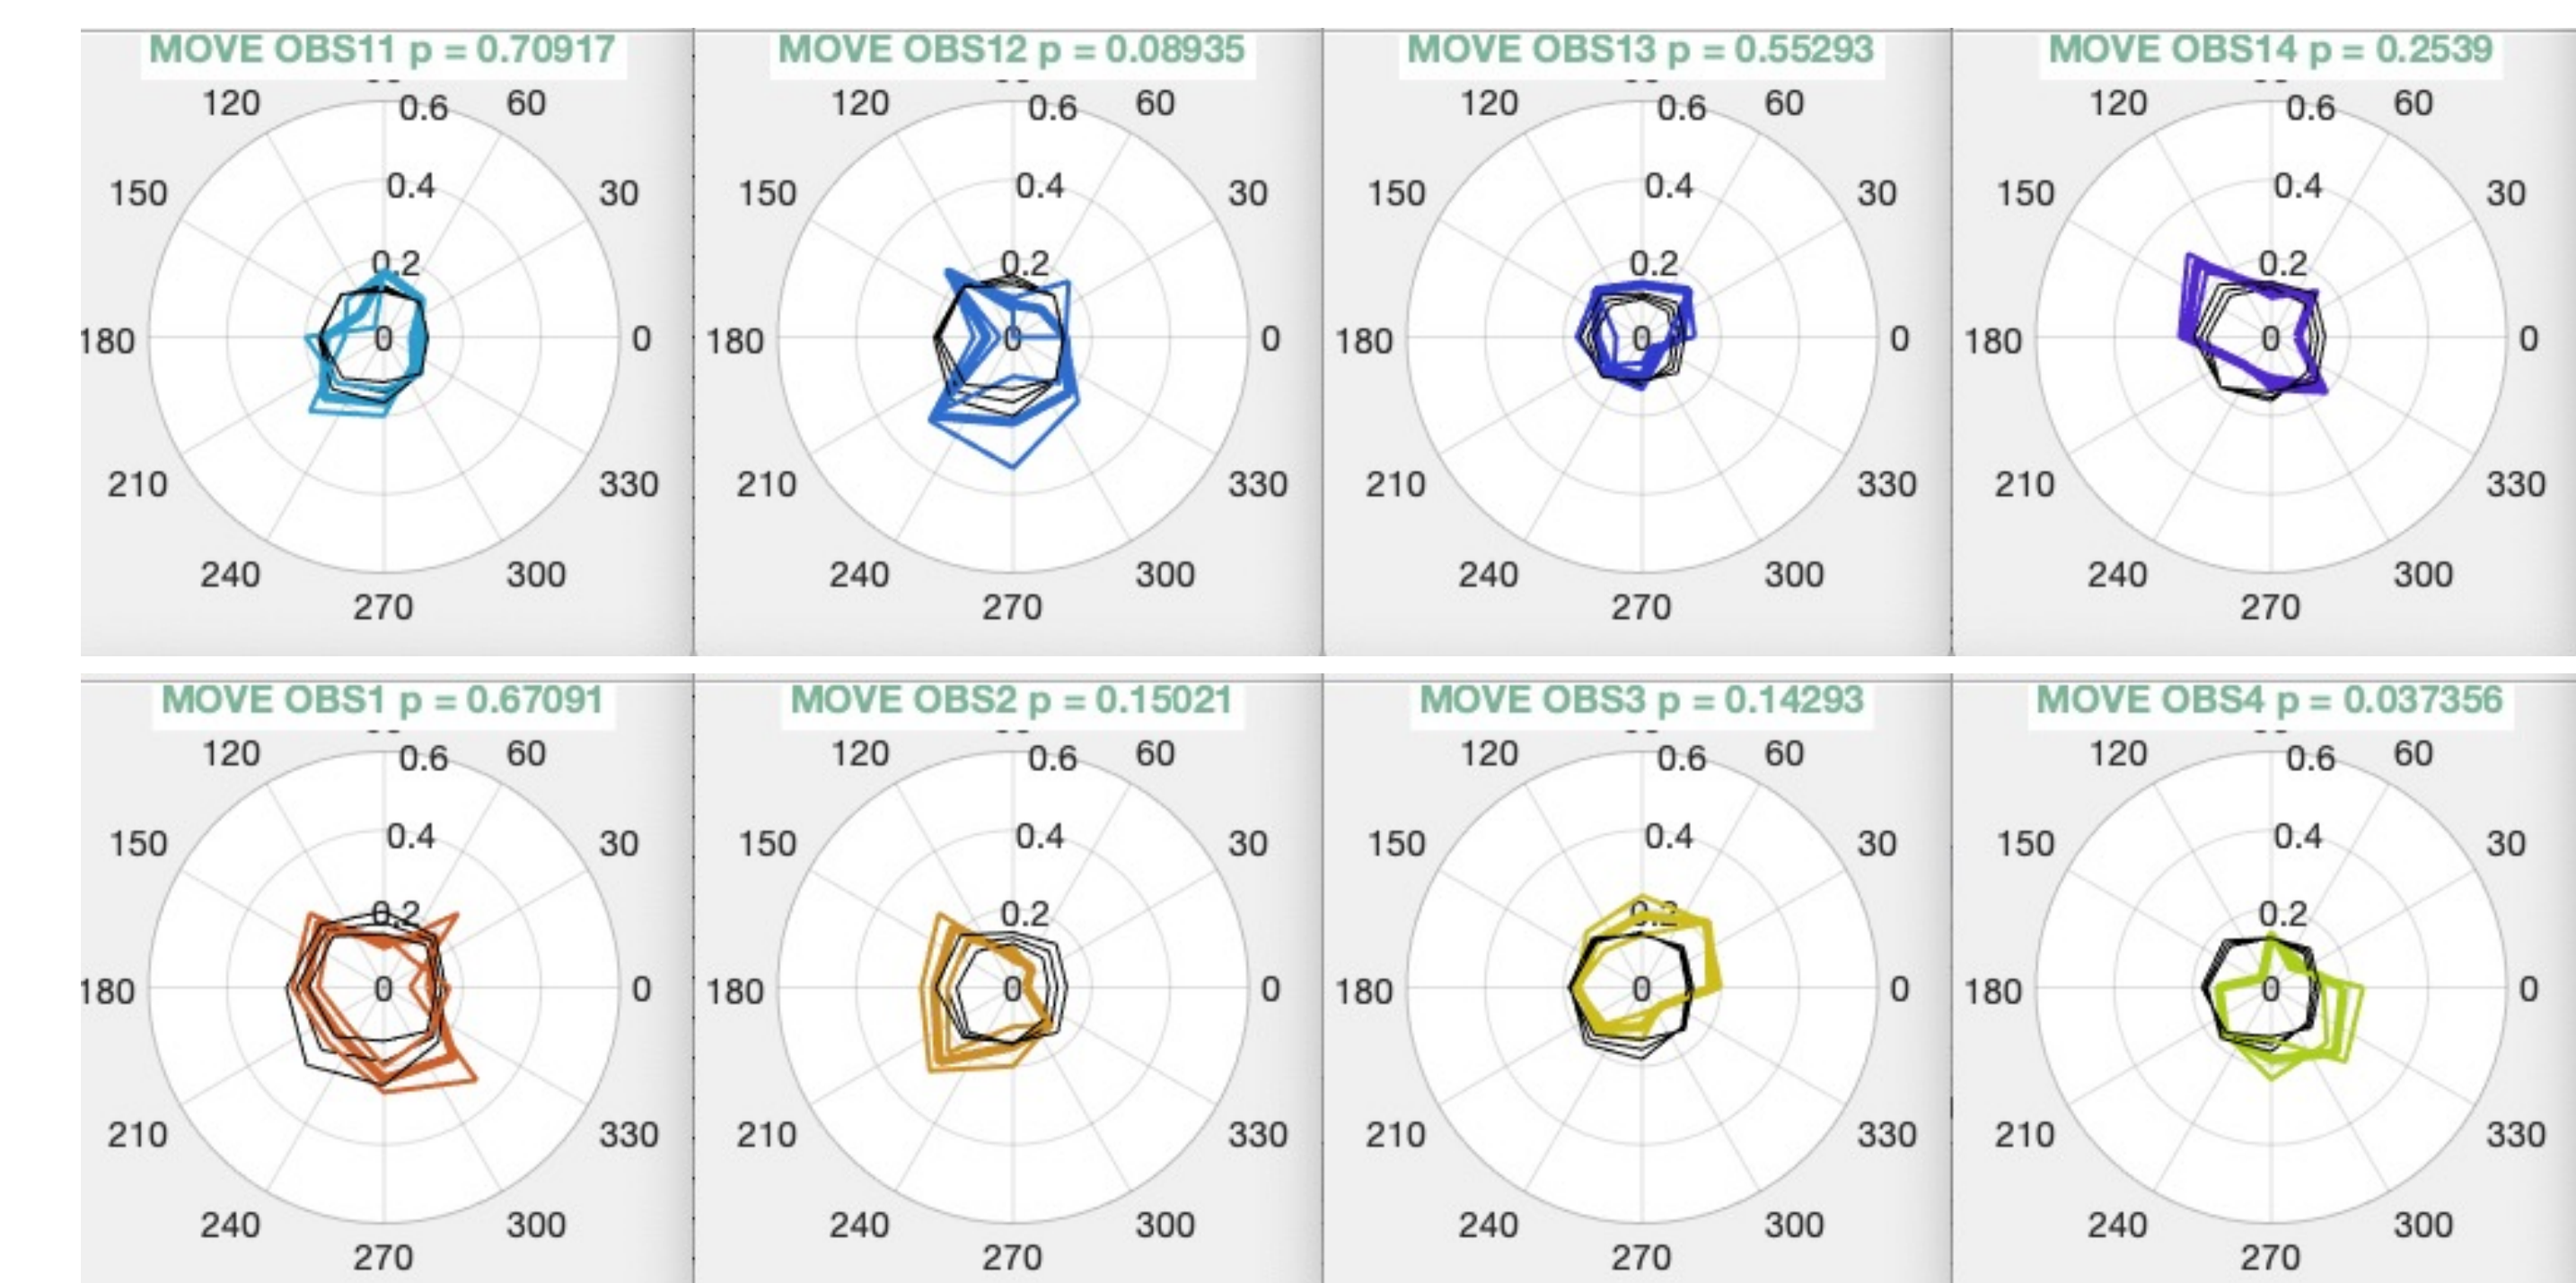 MOVE OBS11 p = 0.70917 MOVE OBS12 p = 0.08935 MOVE OBS13 p = 0.55293 MOVE OBS14 p = 0.2539
120 0.6 60 120 0.6 60 120 0.6 60 120 0.6 60
150 0.4 30 150 0.4 30 150 0.4 30 150 0.4 30
0.2 0.2 0.2 0.2
180 0 0 180 0 0 180 0 0 180 0 0
210 330 210 330 210 330 210 330
240 300 240 300 240 300 240 300
270 270 270 270
MOVE OBS1 p = 0.67091 MOVE OBS2 p = 0.15021 MOVE OBS3 p = 0.14293 MOVE OBS4 p = 0.037356
120 0.6 60 120 0.6 60 120 0.6 60 120 0.6 60
150 0.4 30 150 0.4 30 150 0.4 30 150 0.4 30
0.2 0.2 0.2 0.2
180 0 0 180 0 0 180 0 0 180 0 0
210 330 210 330 210 330 210 330
240 300 240 300 240 300 240 300
270 270 270 270